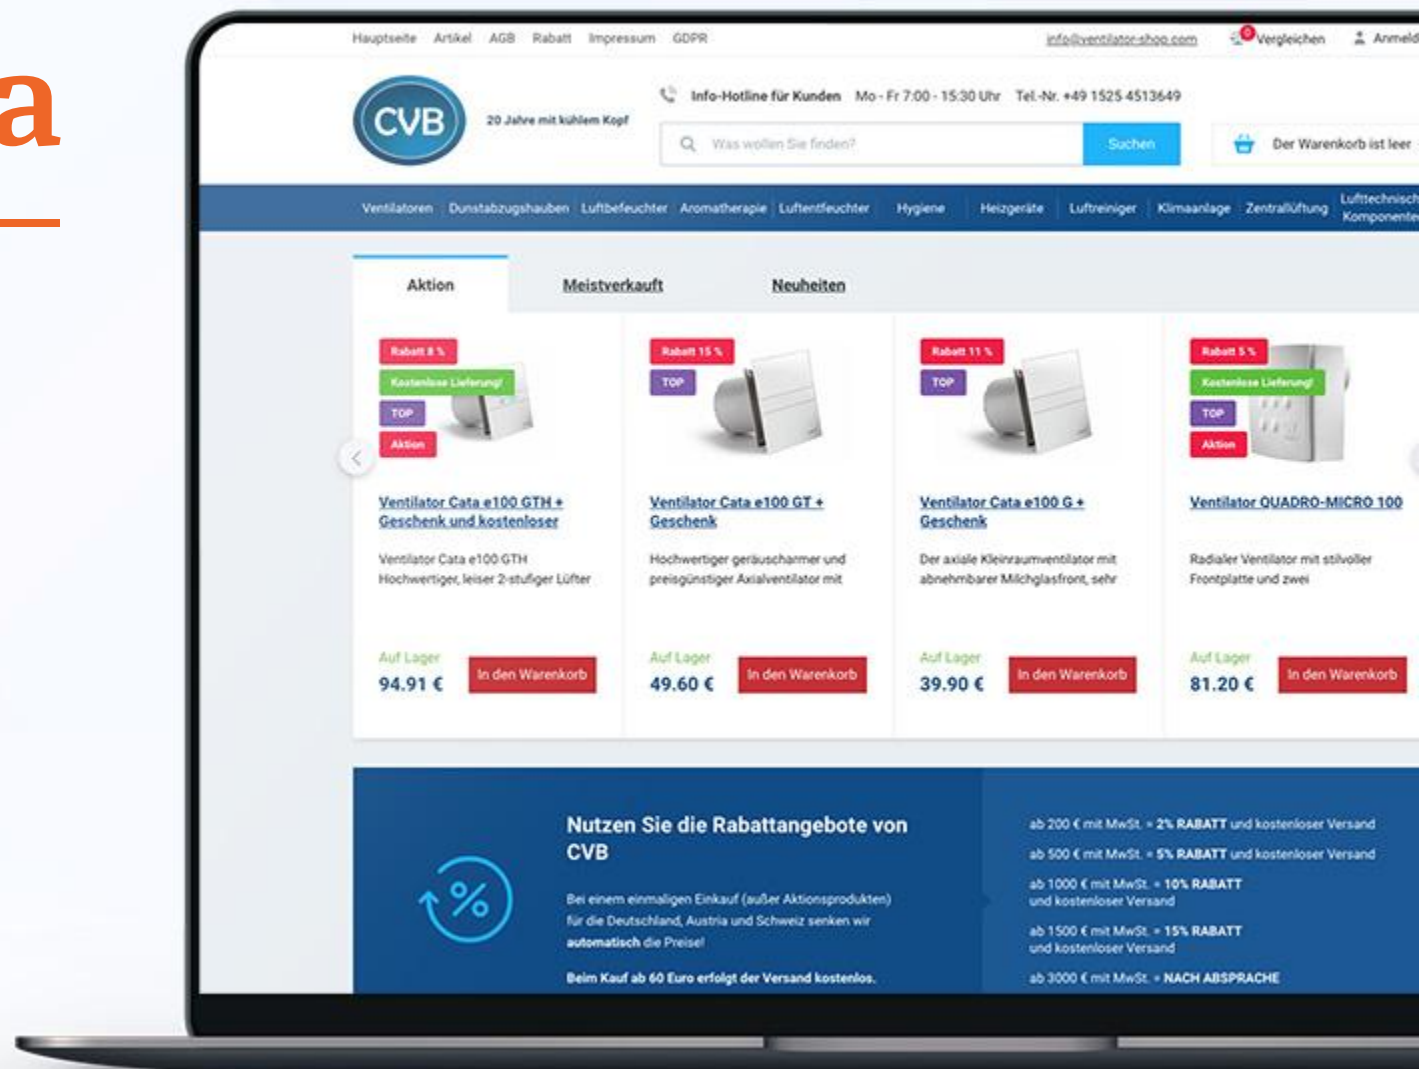 a
Hauptseite Artikel AGB Rabatt Impressum GDPR
info@ventilator-shop.com
0
Vergleichen
Anmeld
CVB
20 Jahre mit kühlem Kopf
Info-Hotline für Kunden Mo - Fr 7:00 - 15:30 Uhr Tel.-Nr. +49 1525 4513649
Was wollen Sie finden?
Suchen
Der Warenkorb ist leer
Ventilatoren Dunstabzugshauben Luftbefeuchter Aromatherapie Luftentfeuchter Hygiene Heizgeräte Luftreiniger Klimaanlage Zentrallüftung
Lufttechnisch
Komponente
Aktion
Meistverkauft
Neuheiten
Rabatt 8 %
Kostenlose Lieferung!
TOP
Aktion
Ventilator Cata e100 GTH +
Geschenk und kostenloser
Ventilator Cata e100 GTH
Hochwertiger, leiser 2-stufiger Lüfter
Auf Lager
94.91 €
In den Warenkorb
Rabatt 15 %
TOP
Ventilator Cata e100 GT +
Geschenk
Hochwertiger geräuscharmer und
preisgünstiger Axialventilator mit
Auf Lager
49.60 €
In den Warenkorb
Rabatt 11 %
TOP
Ventilator Cata e100 G +
Geschenk
Der axiale Kleinraumventilator mit
abnehmbarer Milchglasfront, sehr
Auf Lager
39.90 €
In den Warenkorb
Rabatt 5 %
Kostenlose Lieferung!
TOP
Aktion
Ventilator QUADRO-MICRO 100
Radialer Ventilator mit stilvoller
Frontplatte und zwei
Auf Lager
81.20 €
In den Warenkorb
%
Nutzen Sie die Rabattangebote von
CVB
Bei einem einmaligen Einkauf (außer Aktionsprodukten)
für die Deutschland, Austria und Schweiz senken wir
automatisch die Preise!
Beim Kauf ab 60 Euro erfolgt der Versand kostenlos.
ab 200 € mit MwSt. = 2% RABATT und kostenloser Versand
ab 500 € mit MwSt. = 5% RABATT und kostenloser Versand
ab 1000 € mit MwSt. = 10% RABATT
und kostenloser Versand
ab 1500 € mit MwSt. = 15% RABATT
und kostenloser Versand
ab 3000 € mit MwSt. = NACH ABSPRACHE